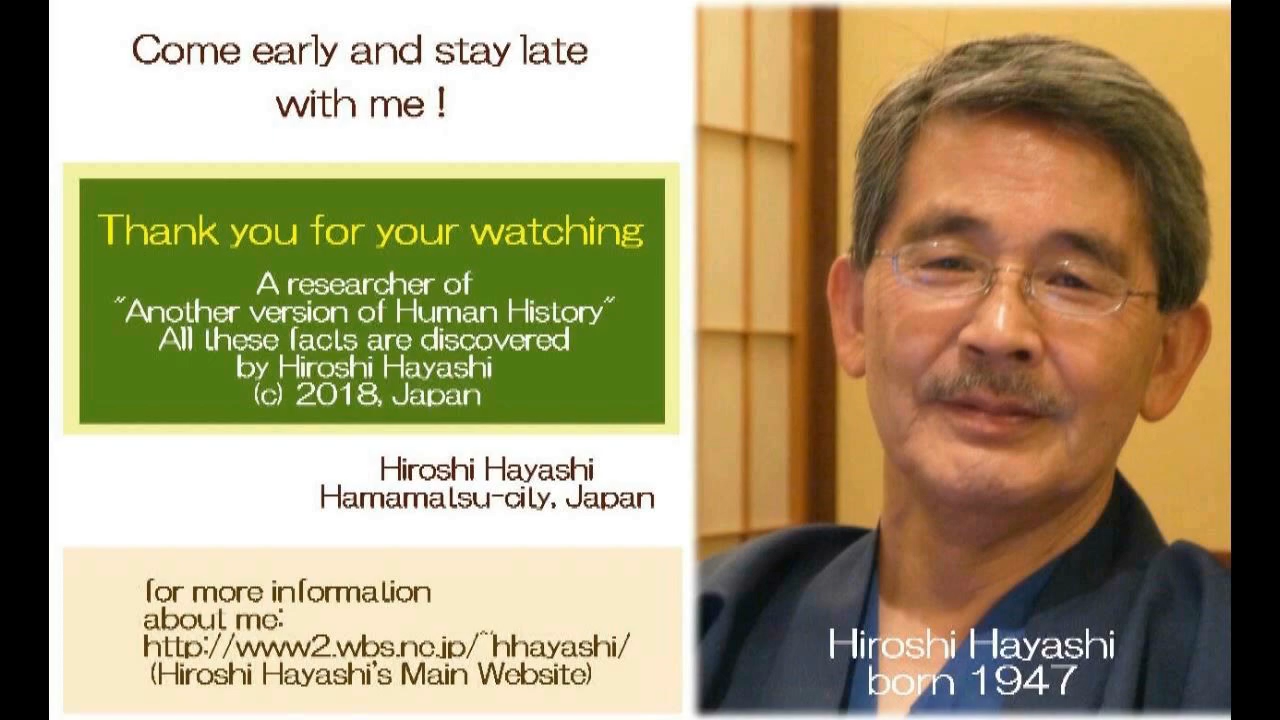 Come early and stay late
with me !
Thank you for your watching
A researcher of
"Another version of Human History"
All these facts are discovered
by Hiroshi Hayashi
(c) 2018, Japan
Hiroshi Hayashi
Hamamatsu-city, Japan
for more information
about me:
http://www2.wbs.ne.jp/~hhayashi/
(Hiroshi Hayashi's Main Website)
Hiroshi Hayashi
born 1947